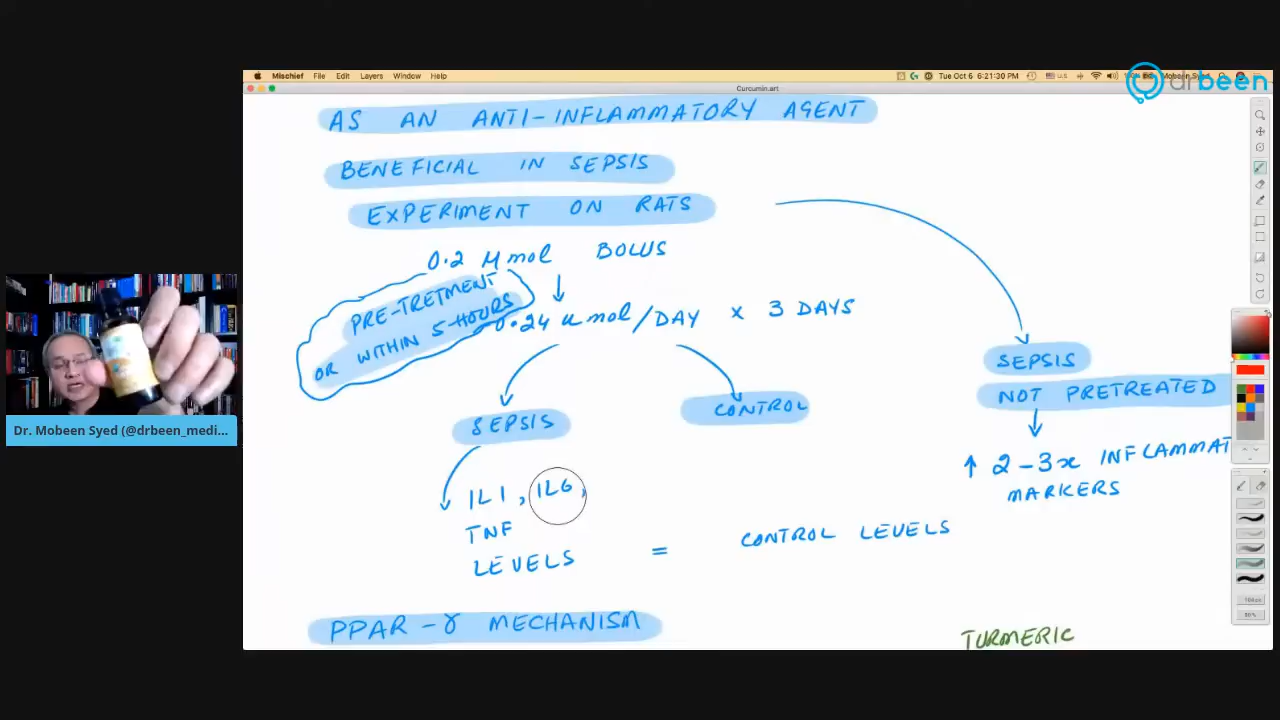 drbeen
Mischief File Edit Layers Window Help
Tue Oct 6 6:21:30 PM Mobeen Syed
Curcumin.art
AS AN ANTI-INFLAMMATORY AGENT
BENEFICIAL IN SEPSIS
EXPERIMENT ON RATS
0.2 μmol BOLUS
PRE-TRETMENT
OR WITHIN 5-HOURS
0.24 μmol/DAY × 3 DAYS
SEPSIS
CONTROL
SEPSIS
NOT PRETREATED
↑ 2-3x INFLAMMAT
MARKERS
IL1, IL6,
TNF
LEVELS = CONTROL LEVELS
PPAR-γ MECHANISM
TURMERIC
Dr. Mobeen Syed (@drbeen_medi...